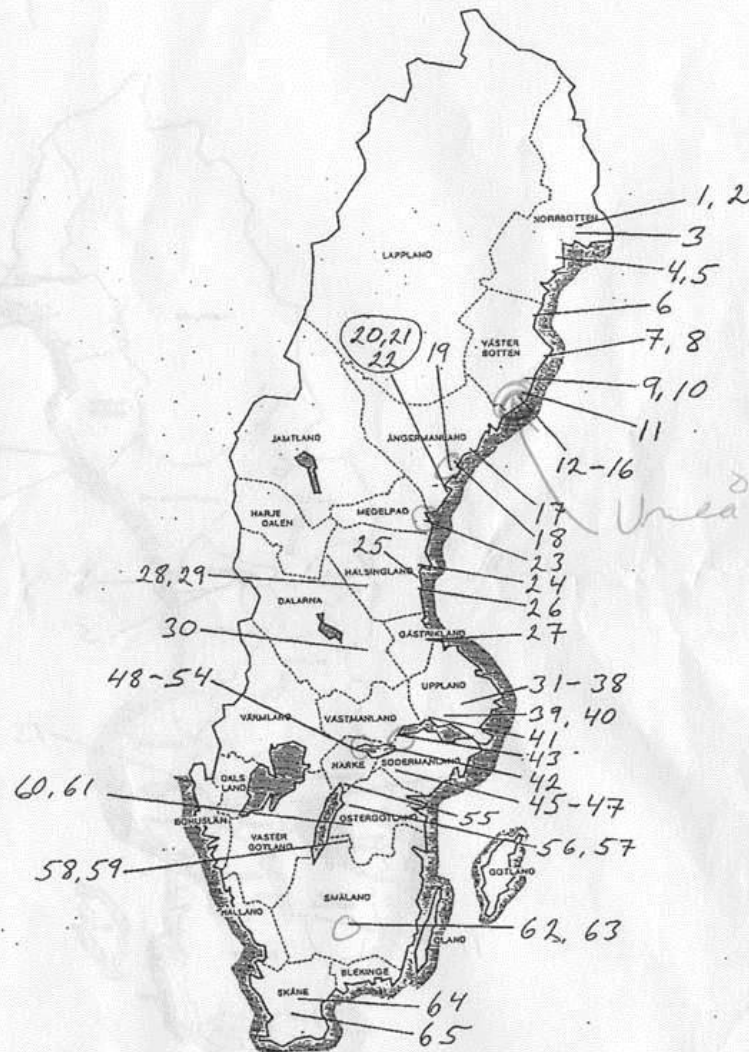 1, 2
NORRBOTTEN
3
LAPPLAND
4,5
6
20,21
22
19
VÄSTER
BOTTEN
7, 8
9, 10
11
JAMTLAND
ÅNGERMANLAND
12-16
17
Umeå
18
HARJE
DALEN
MEDELPAD
23
25
24
28,29
HÄLSINGLAND
26
DALARNA
30
GÄSTRIKLAND
27
48-54
UPPLAND
31-38
VÄRMLAND
VÄSTMANLAND
39, 40
41
43
NARKE
SÖDERMANLAND
42
DALS
LAND
60, 61
45-47
55
BOHUSLÄN
ÖSTERGÖTLAND
VÄSTER
GÖTLAND
56, 57
58,59
GOTLAND
SMÅLAND
HALLAND
62, 63
ÖLAND
BLEKINGE
SKÅNE
64
65